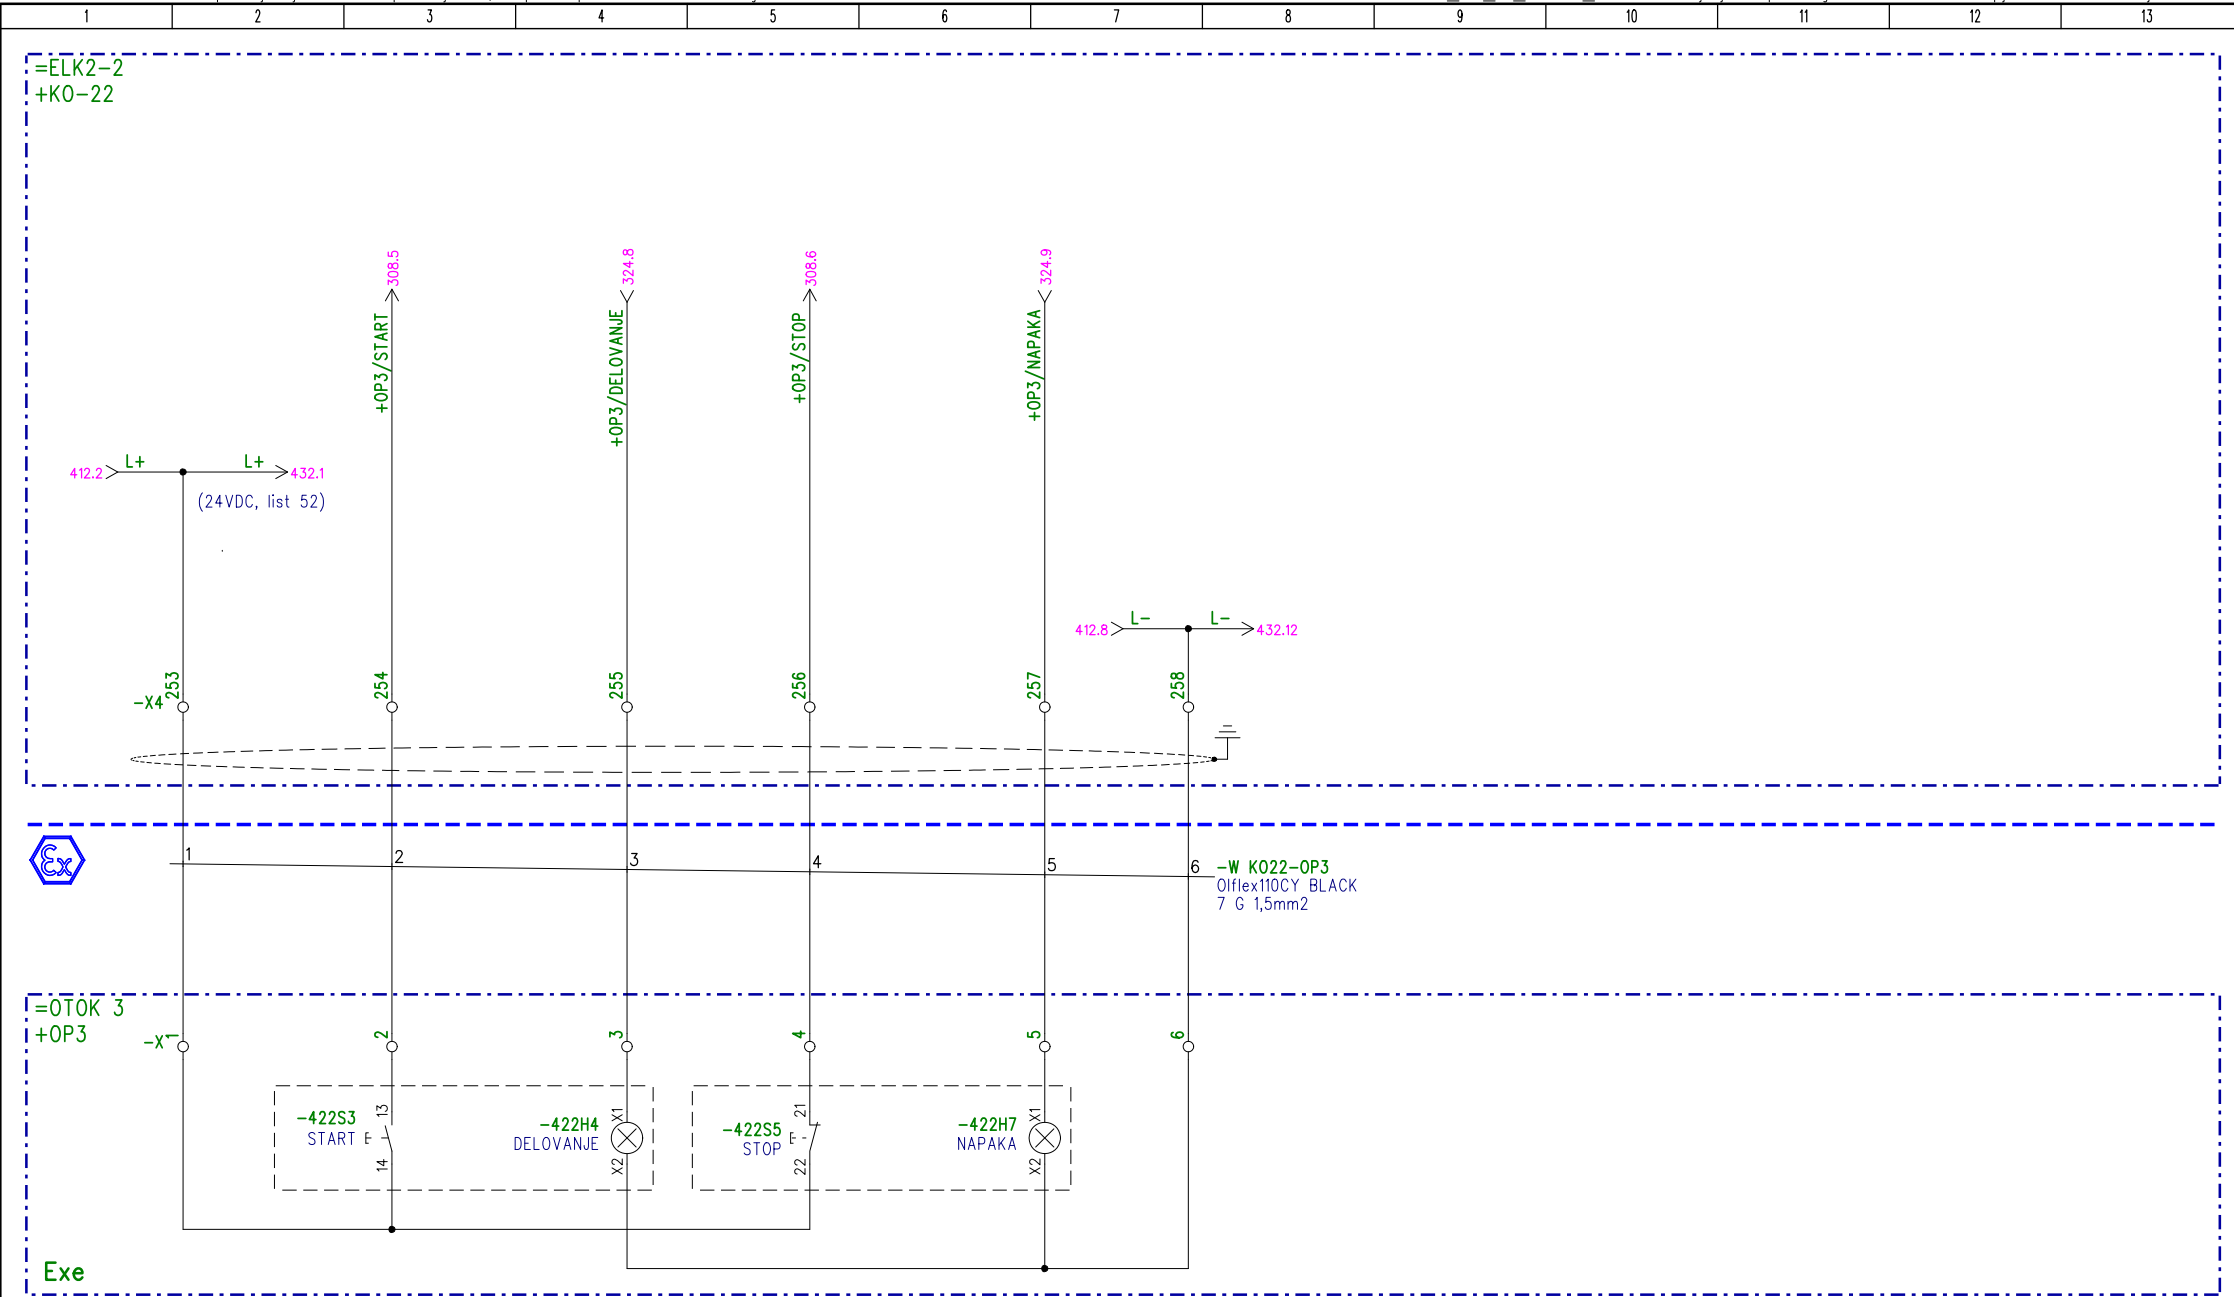 1 2 3 4 5 6 7 8 9 10 11 12 13
=ELK2-2
+KO-22
308.5
324.8
308.6
324.9
+OP3/START
+OP3/DELOVANJE
+OP3/STOP
+OP3/NAPAKA
412.2 L+ L+ 432.1
(24VDC, list 52)
412.8 L- L- 432.12
-X4 253 254 255 256 257 258
Ex
1 2 3 4 5 6
-W KO22-OP3
Olflex110CY BLACK
7 G 1,5mm2
=OTOK 3
+OP3
-X 1 2 3 4 5 6
-422S3
START
13
14
-422H4
DELOVANJE
X1
X2
-422S5
STOP
21
22
-422H7
NAPAKA
X1
X2
Exe